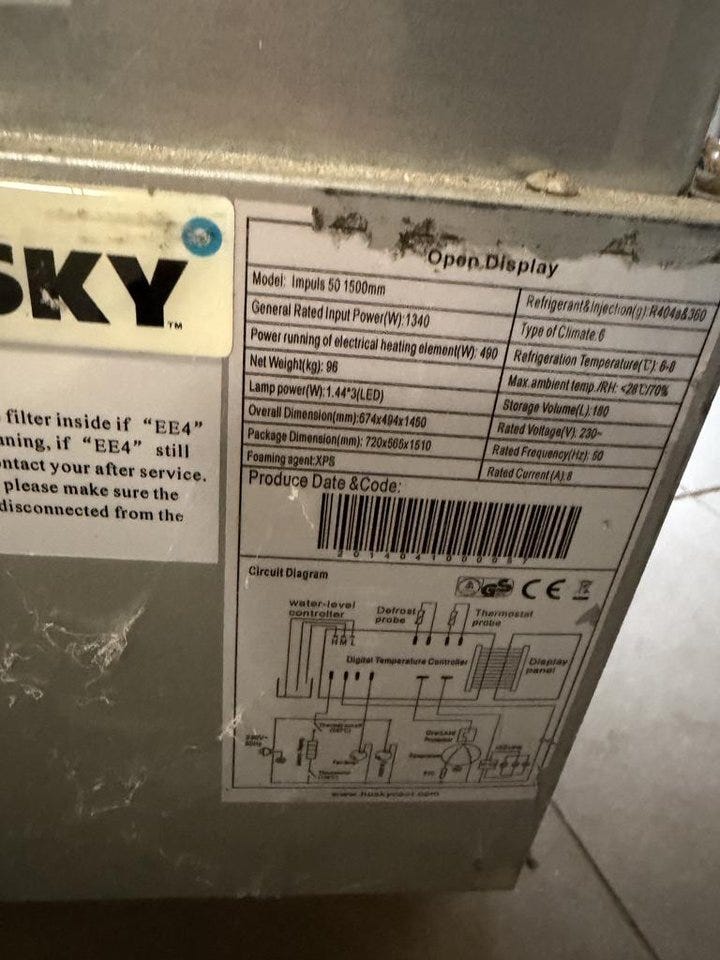 SKY
TM
filter inside if “EE4”
ning, if “EE4” still
ntact your after service.
please make sure the
disconnected from the
Open Display
Model: Impuls 50 1500mm
General Rated Input Power(W):1340
Power running of electrical heating element(W): 490
Net Weight(kg): 96
Lamp power(W):1.44*3(LED)
Overall Dimension(mm):674x494x1460
Package Dimension(mm): 720x565x1510
Foaming agent:XPS
Refrigerant&Injection(g):R404a&360
Type of Climate:6
Refrigeration Temperature(℃): 6-8
Max.ambient temp./RH: <28℃/70%
Storage Volume(L):180
Rated Voltage(V): 230~
Rated Frequency(Hz): 50
Rated Current(A):8
Produce Date &Code:
Circuit Diagram
GS CE
water-level
controller
H M L
Defrost
probe
Thermostat
probe
Digital Temperature Controller
Display
panel
230V~
50Hz
www.huskycool.com